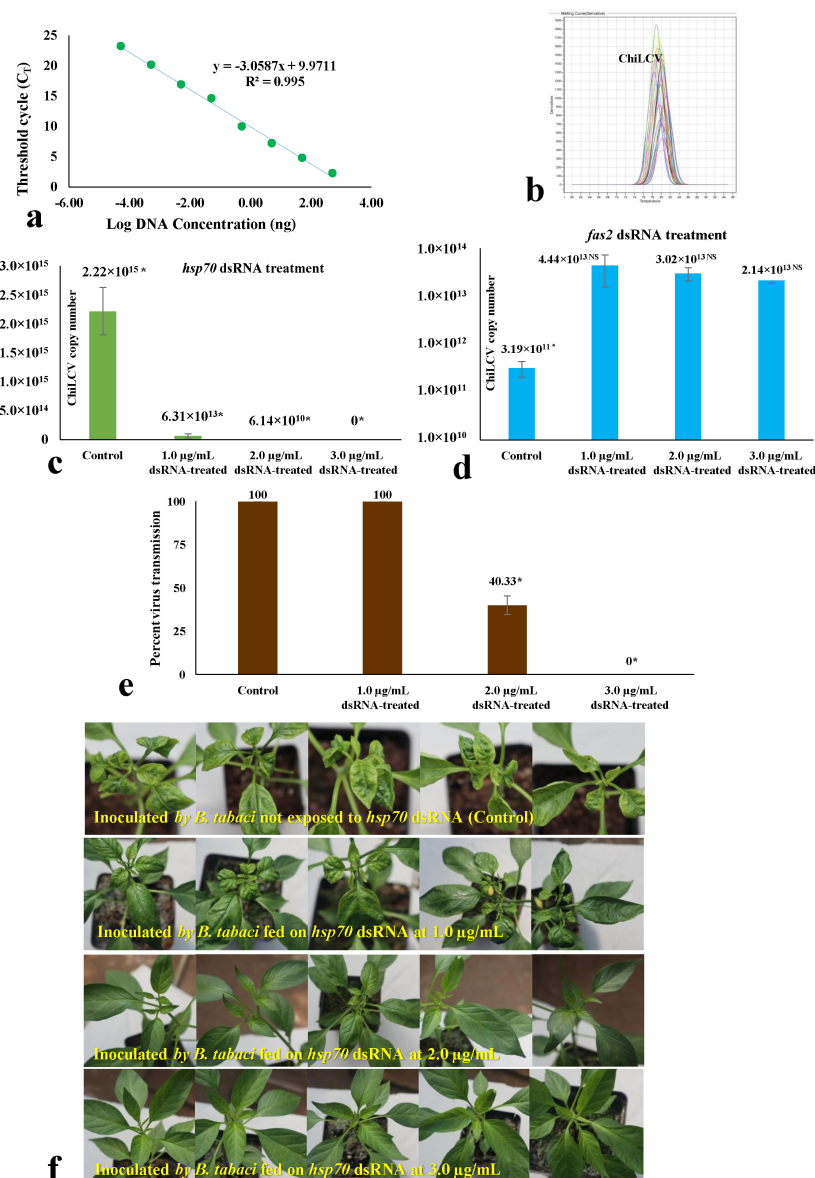 25
20
15
10
5
0
Threshold cycle (CT)
y = -3.0587x + 9.9711
R² = 0.995
-6.00 -4.00 -2.00 0.00 2.00 4.00
Log DNA Concentration (ng)
a
Melting Curve(Derivative)
ChiLCV
Derivative
Temperature
b
3.0×10¹⁵
2.5×10¹⁵
2.0×10¹⁵
1.5×10¹⁵
1.0×10¹⁵
5.0×10¹⁴
0
ChiLCV copy number
hsp70 dsRNA treatment
2.22×10¹⁵ *
6.31×10¹³*
6.14×10¹⁰*
0*
Control
1.0 µg/mL
dsRNA-treated
2.0 µg/mL
dsRNA-treated
3.0 µg/mL
dsRNA-treated
c
fas2 dsRNA treatment
1.0×10¹⁴
1.0×10¹³
1.0×10¹²
1.0×10¹¹
1.0×10¹⁰
ChiLCV copy number
3.19×10¹¹ *
4.44×10¹³ NS
3.02×10¹³ NS
2.14×10¹³ NS
Control
1.0 µg/mL
dsRNA-treated
2.0 µg/mL
dsRNA-treated
3.0 µg/mL
dsRNA-treated
d
100
75
50
25
0
Percent virus transmission
100
100
40.33*
0*
Control
1.0 µg/mL
dsRNA-treated
2.0 µg/mL
dsRNA-treated
3.0 µg/mL
dsRNA-treated
e
Inoculated by B. tabaci not exposed to hsp70 dsRNA (Control)
Inoculated by B. tabaci fed on hsp70 dsRNA at 1.0 µg/mL
Inoculated by B. tabaci fed on hsp70 dsRNA at 2.0 µg/mL
Inoculated by B. tabaci fed on hsp70 dsRNA at 3.0 µg/mL
f